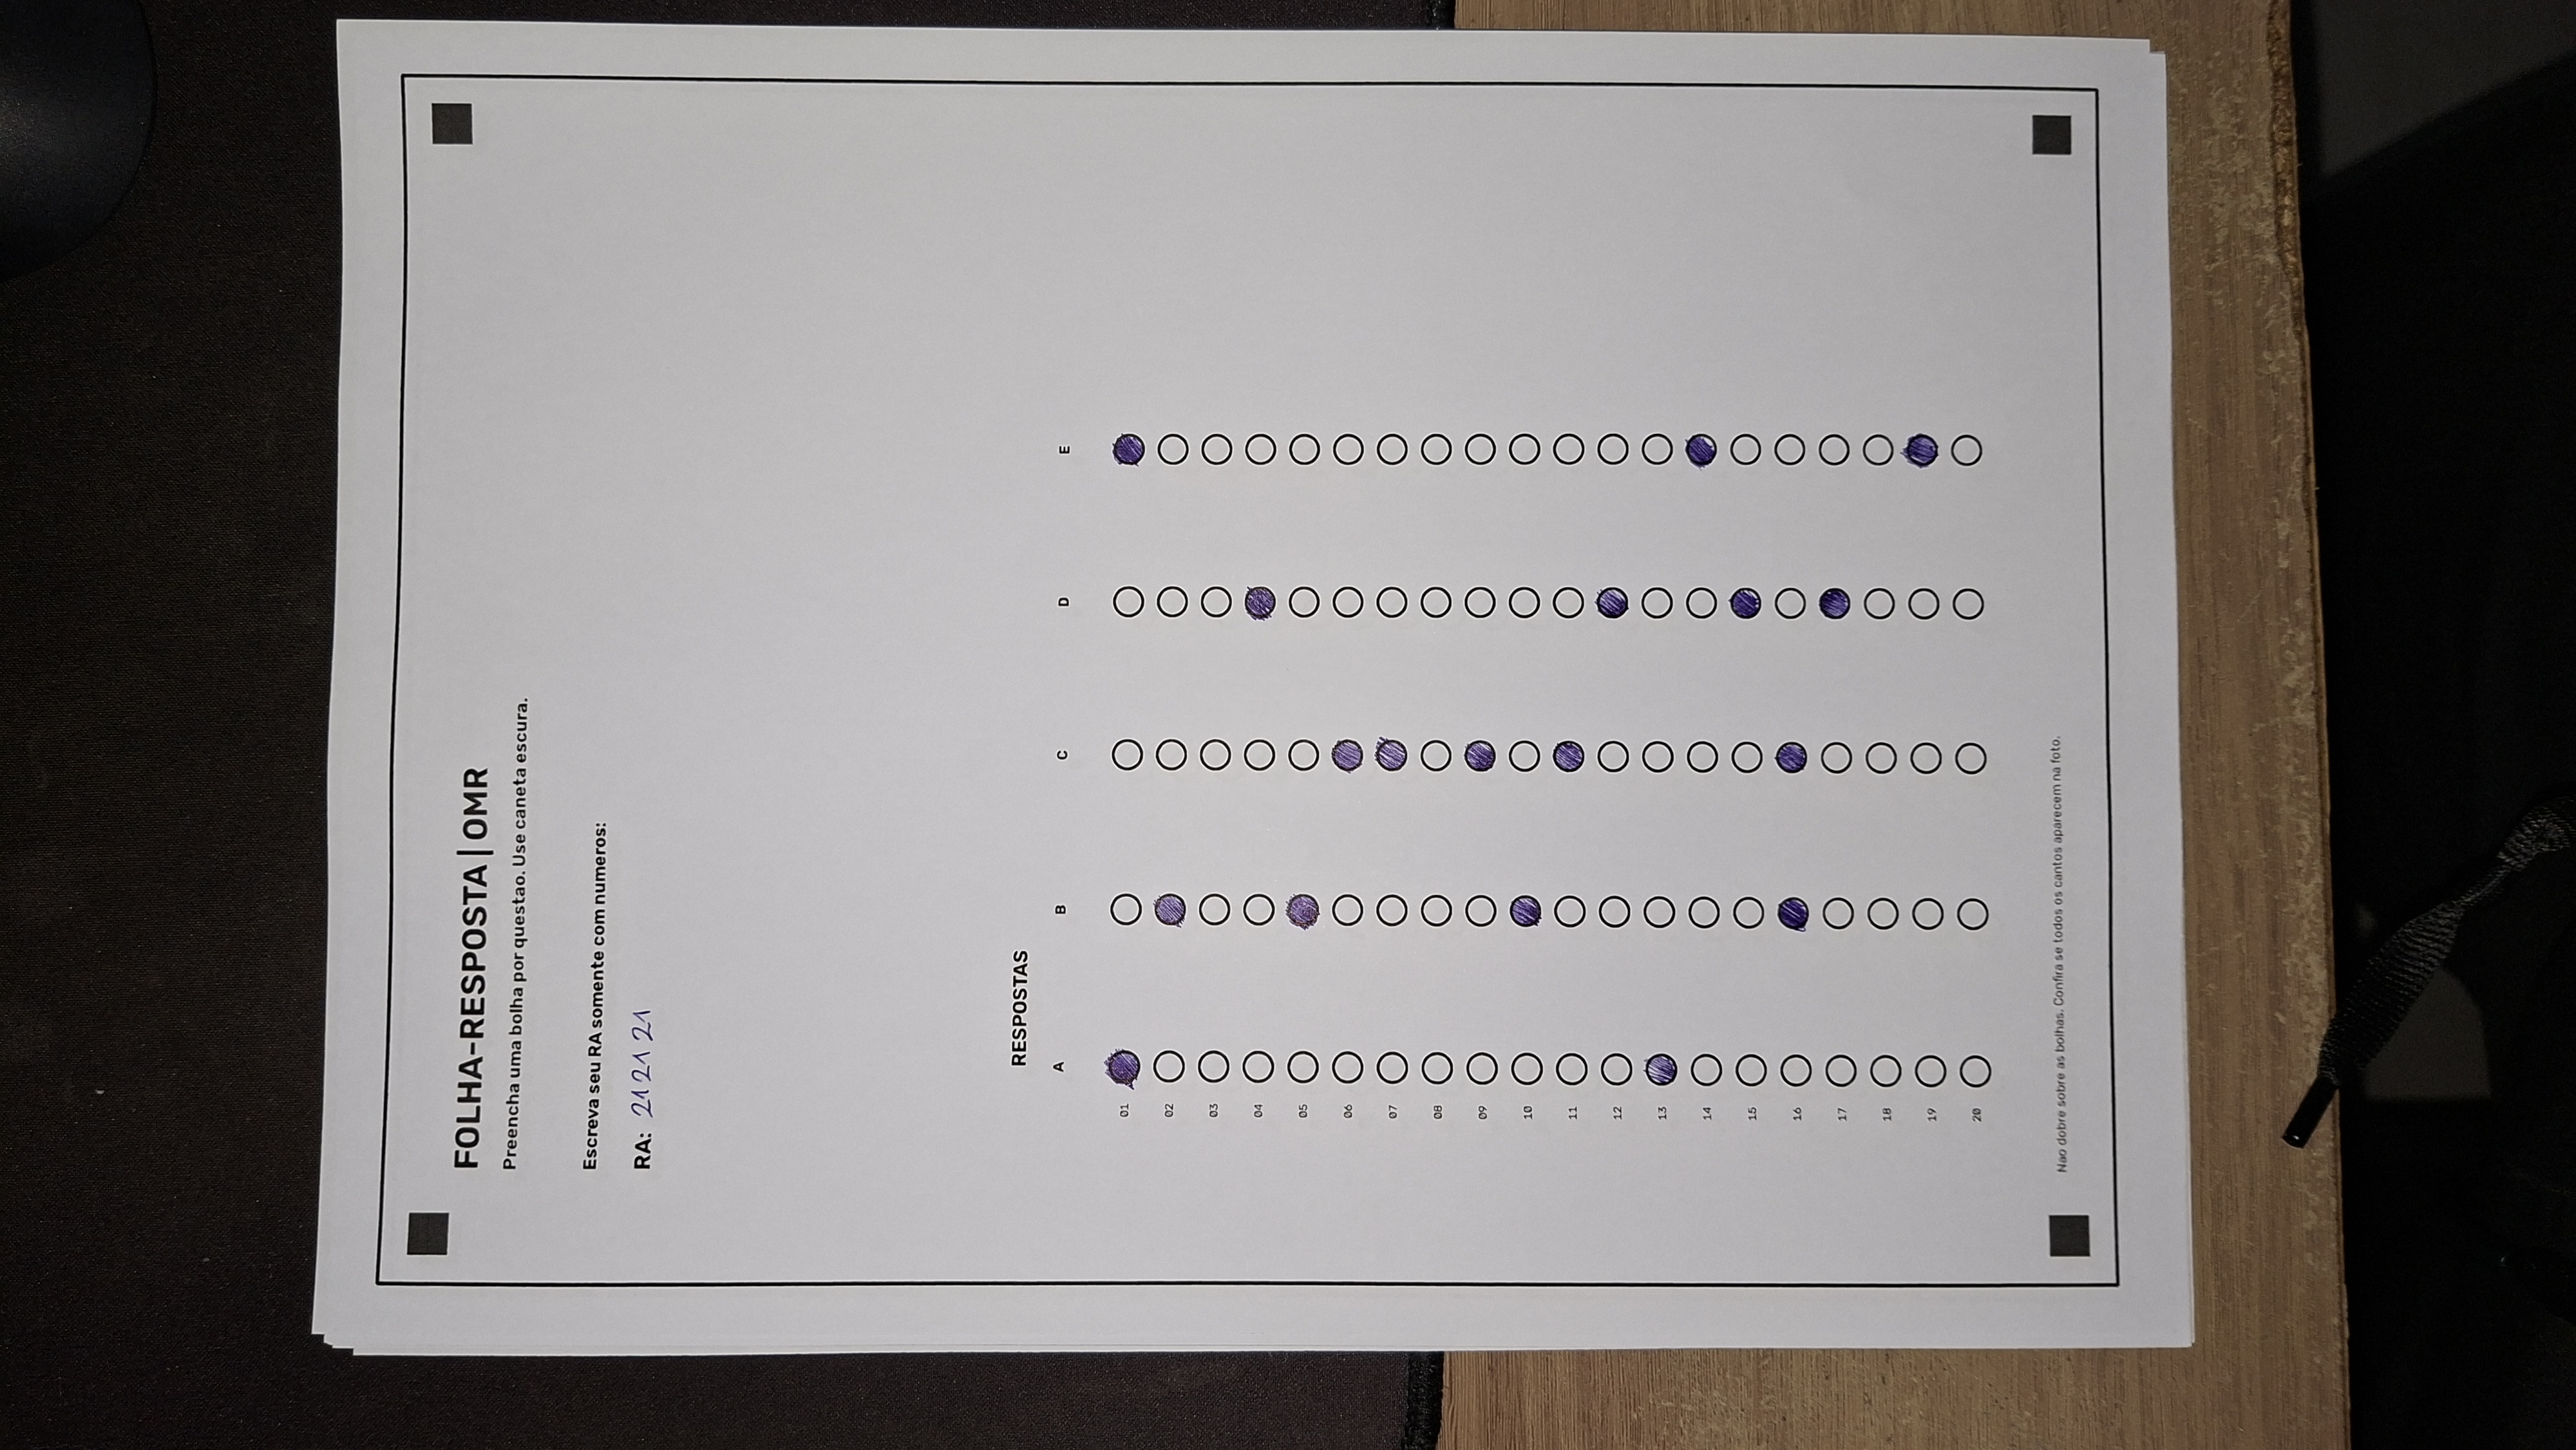 FOLHA-RESPOSTA | OMR
Preencha uma bolha por questao. Use caneta escura.
Escreva seu RA somente com numeros:
RA: 212121
RESPOSTAS
A B C D E
01
02
03
04
05
06
07
08
09
10
11
12
13
14
15
16
17
18
19
20
Nao dobre sobre as bolhas. Confira se todos os cantos aparecem na foto.